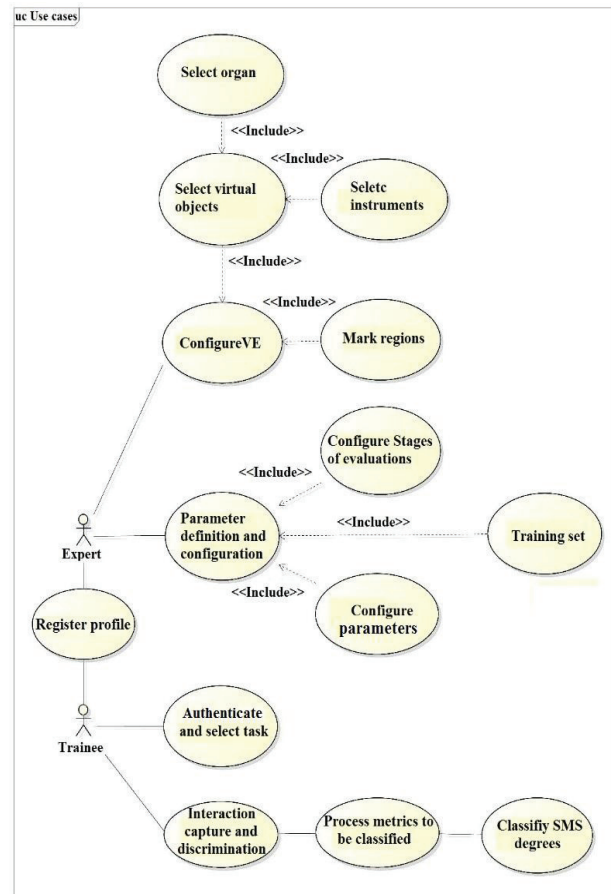 uc Use cases
Select organ
<<Include>>
<<Include>>
Select virtual
objects
Seletc
instruments
<<Include>>
<<Include>>
ConfigureVE
Mark regions
Configure Stages
of evaluations
<<Include>>
Parameter
definition and
configuration
<<Include>>
Training set
Expert
<<Include>>
Configure
parameters
Register profile
Authenticate
and select task
Trainee
Interaction
capture and
discrimination
Process metrics to
be classified
Classifiy SMS
degrees